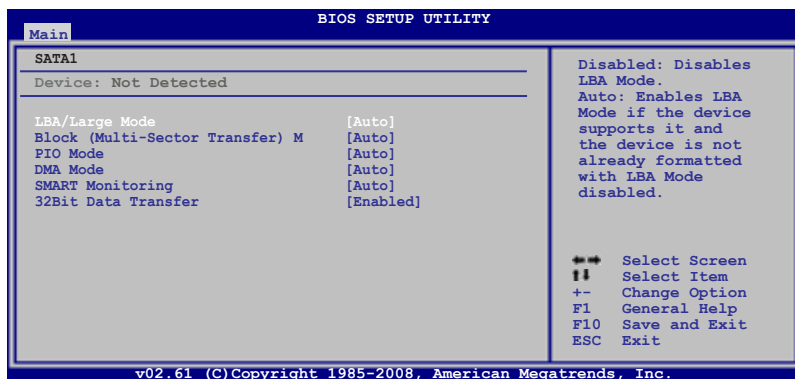 BIOS SETUP UTILITY
Main
SATA1
Device: Not Detected
LBA/Large Mode [Auto]
Block (Multi-Sector Transfer) M [Auto]
PIO Mode [Auto]
DMA Mode [Auto]
SMART Monitoring [Auto]
32Bit Data Transfer [Enabled]
Disabled: Disables
LBA Mode.
Auto: Enables LBA
Mode if the device
supports it and
the device is not
already formatted
with LBA Mode
disabled.
←→ Select Screen
↑↓ Select Item
+- Change Option
F1 General Help
F10 Save and Exit
ESC Exit
v02.61 (C)Copyright 1985-2008, American Megatrends, Inc.